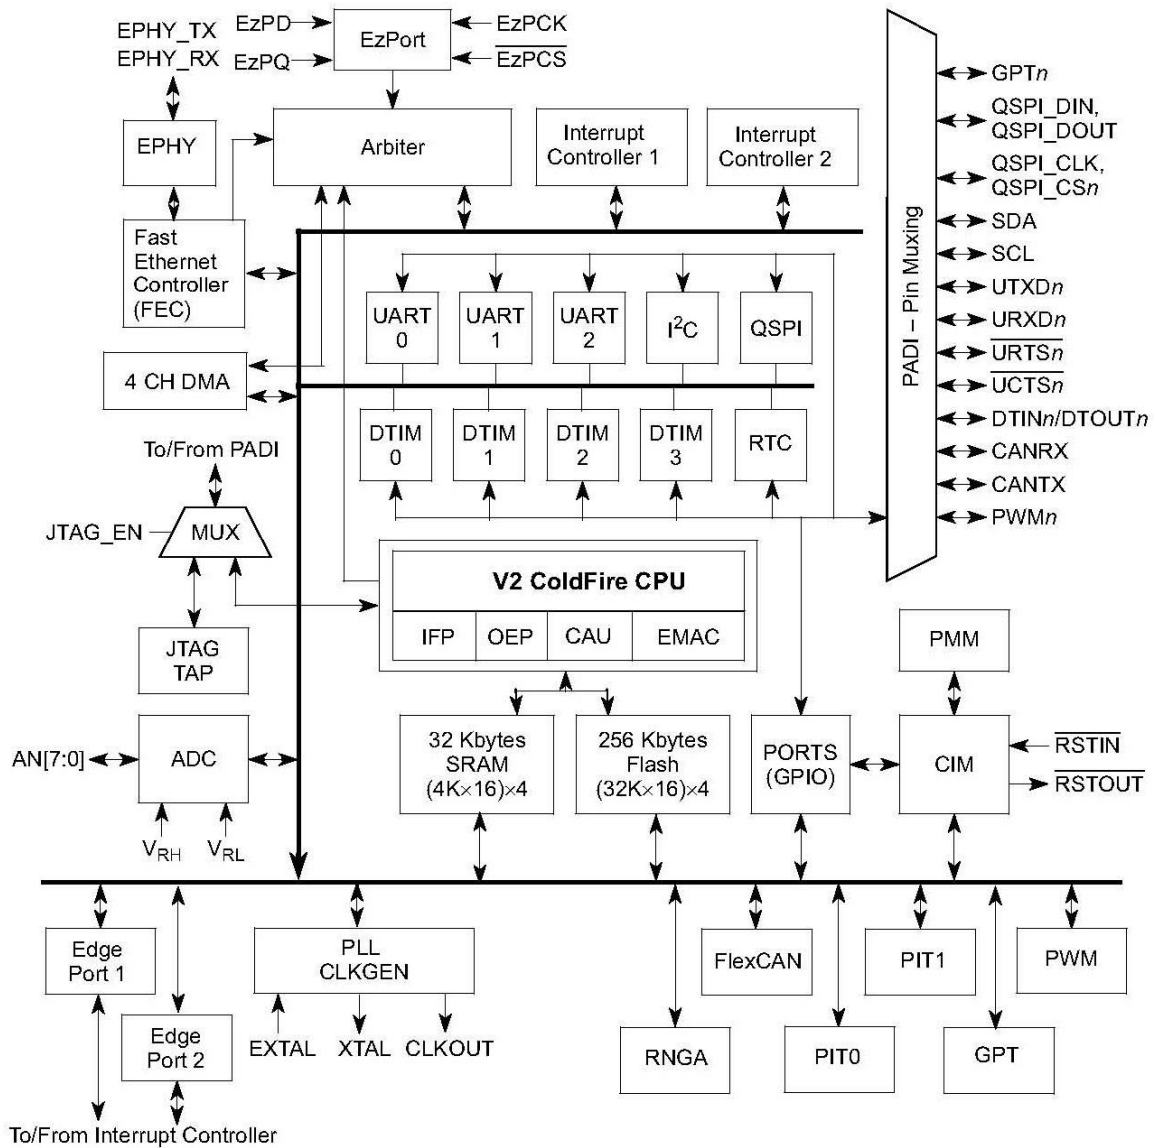 EPHY_TX
EPHY_RX
EzPD
EzPQ
EzPort
EzPCK
EzPCS
EPHY
Arbiter
Interrupt
Controller 1
Interrupt
Controller 2
Fast
Ethernet
Controller
(FEC)
UART
0
UART
1
UART
2
I²C
QSPI
4 CH DMA
DTIM
0
DTIM
1
DTIM
2
DTIM
3
RTC
PADI – Pin Muxing
GPTn
QSPI_DIN,
QSPI_DOUT
QSPI_CLK,
QSPI_CSn
SDA
SCL
UTXDn
URXDn
URTSn
UCTSn
DTINn/DTOUTn
CANRX
CANTX
PWMn
To/From PADI
JTAG_EN
MUX
JTAG
TAP
V2 ColdFire CPU
IFP
OEP
CAU
EMAC
PMM
AN[7:0]
ADC
VRH
VRL
32 Kbytes
SRAM
(4K×16)×4
256 Kbytes
Flash
(32K×16)×4
PORTS
(GPIO)
CIM
RSTIN
RSTOUT
Edge
Port 1
Edge
Port 2
PLL
CLKGEN
EXTAL
XTAL
CLKOUT
FlexCAN
PIT1
PWM
RNGA
PIT0
GPT
To/From Interrupt Controller